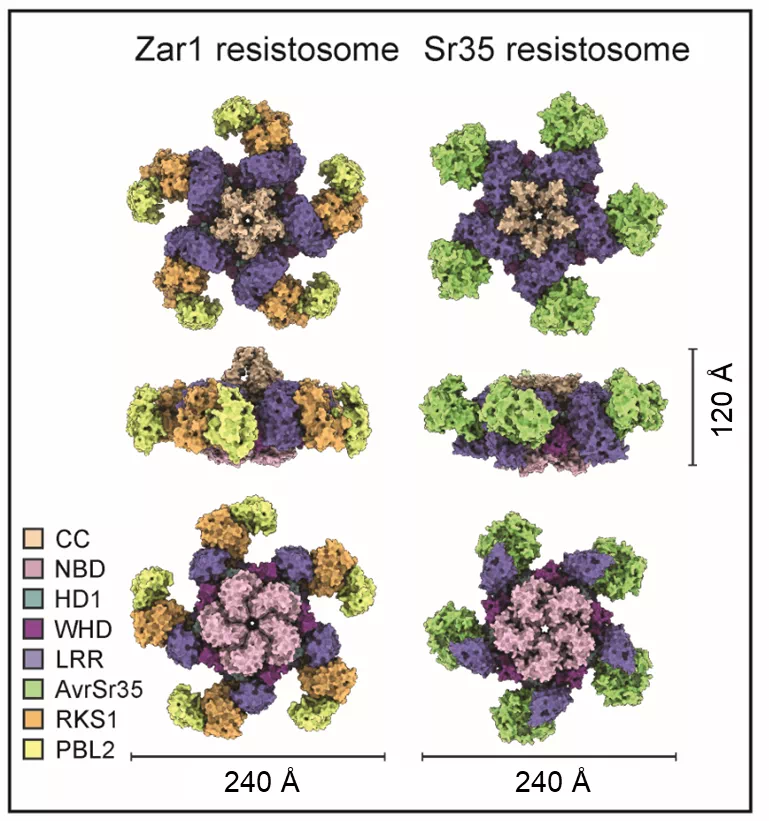 Zar1 resistosome
Sr35 resistosome
120 Å
CC
NBD
HD1
WHD
LRR
AvrSr35
RKS1
PBL2
240 Å
240 Å